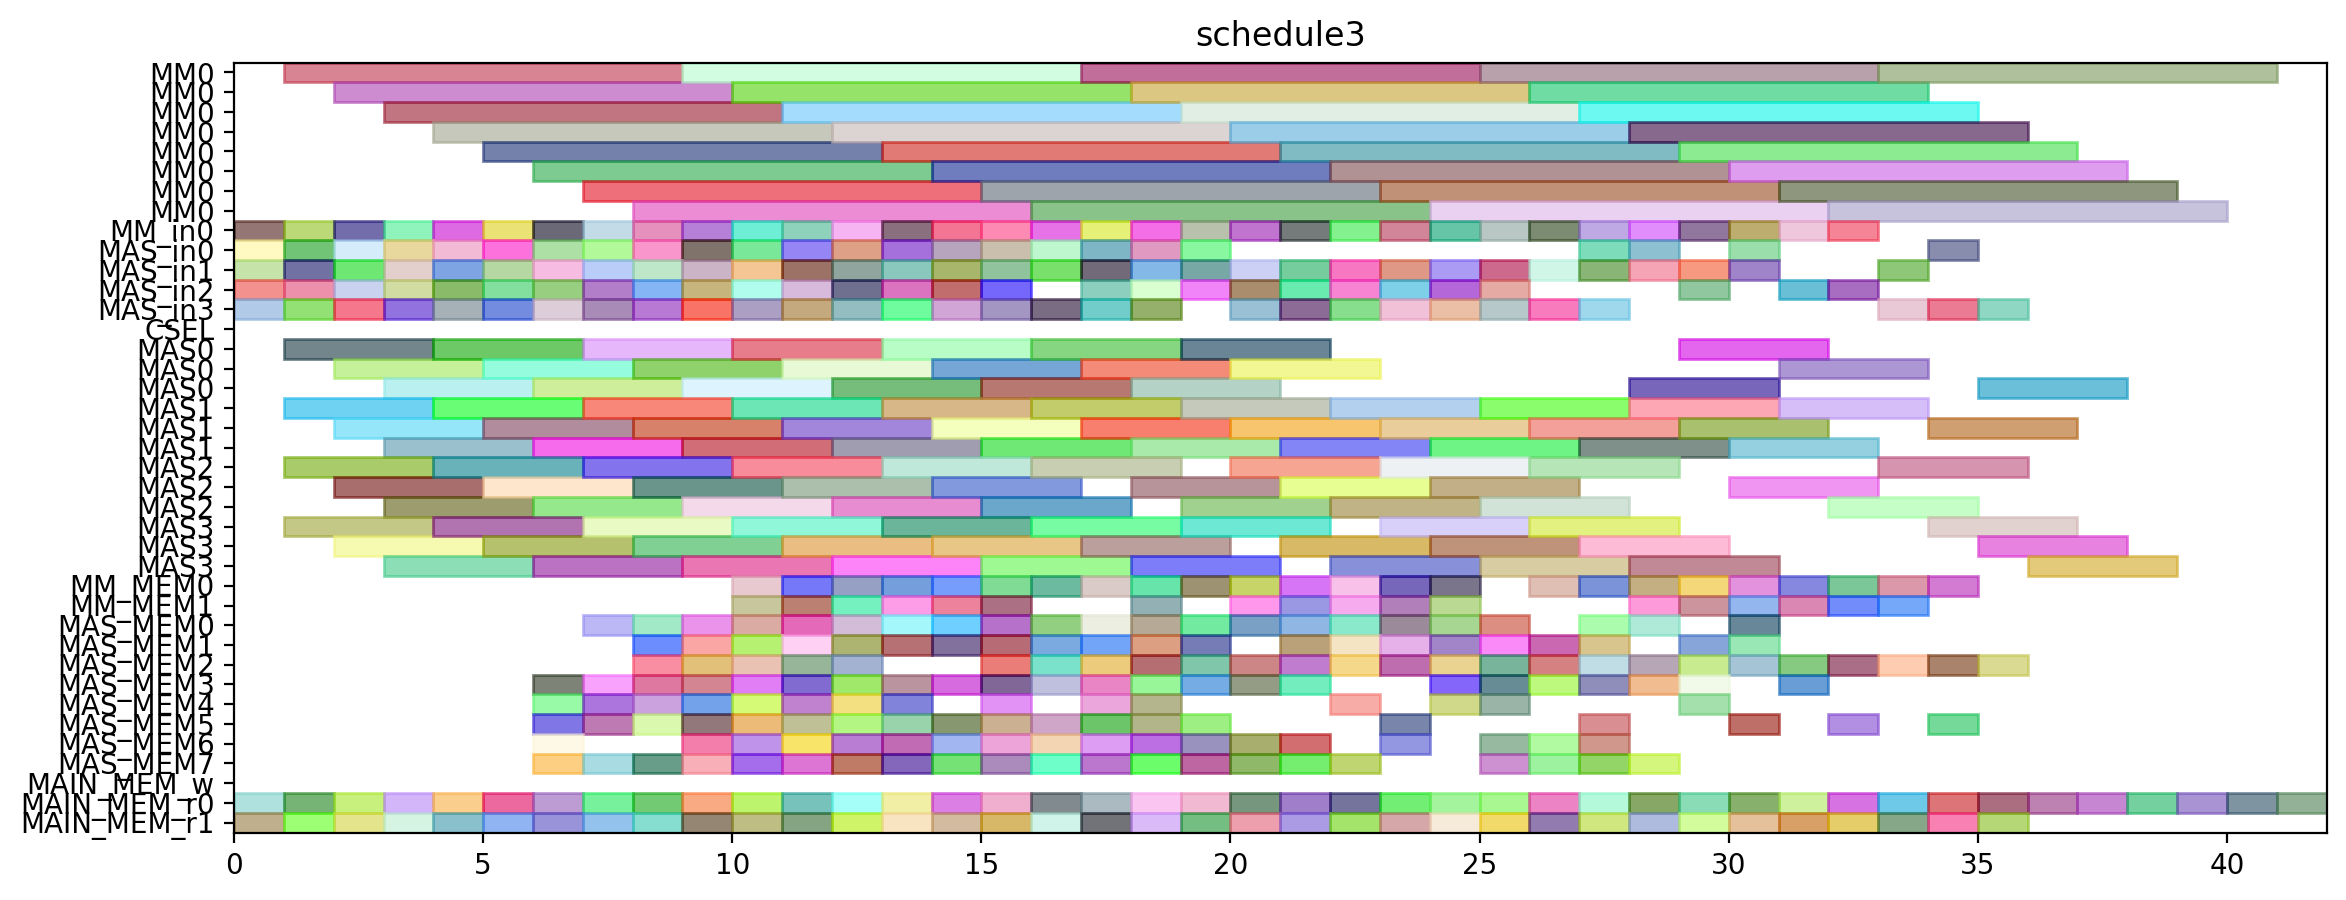 schedule3
MM0
MM0
MM0
MM0
MM0
MM0
MM0
MM0
MM_in0
MAS_in0
MAS_in1
MAS_in2
MAS_in3
CSEL
MAS0
MAS0
MAS0
MAS1
MAS1
MAS1
MAS2
MAS2
MAS2
MAS3
MAS3
MAS3
MM_MEM0
MM_MEM1
MAS_MEM0
MAS_MEM1
MAS_MEM2
MAS_MEM3
MAS_MEM4
MAS_MEM5
MAS_MEM6
MAS_MEM7
MAIN_MEM_w
MAIN_MEM_r0
MAIN_MEM_r1
0 5 10 15 20 25 30 35 40